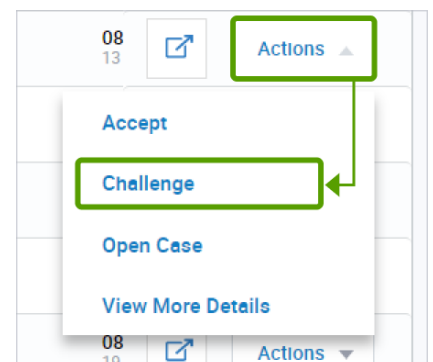 08
13
Actions
Accept
Challenge
Open Case
View More Details
08
19
Actions